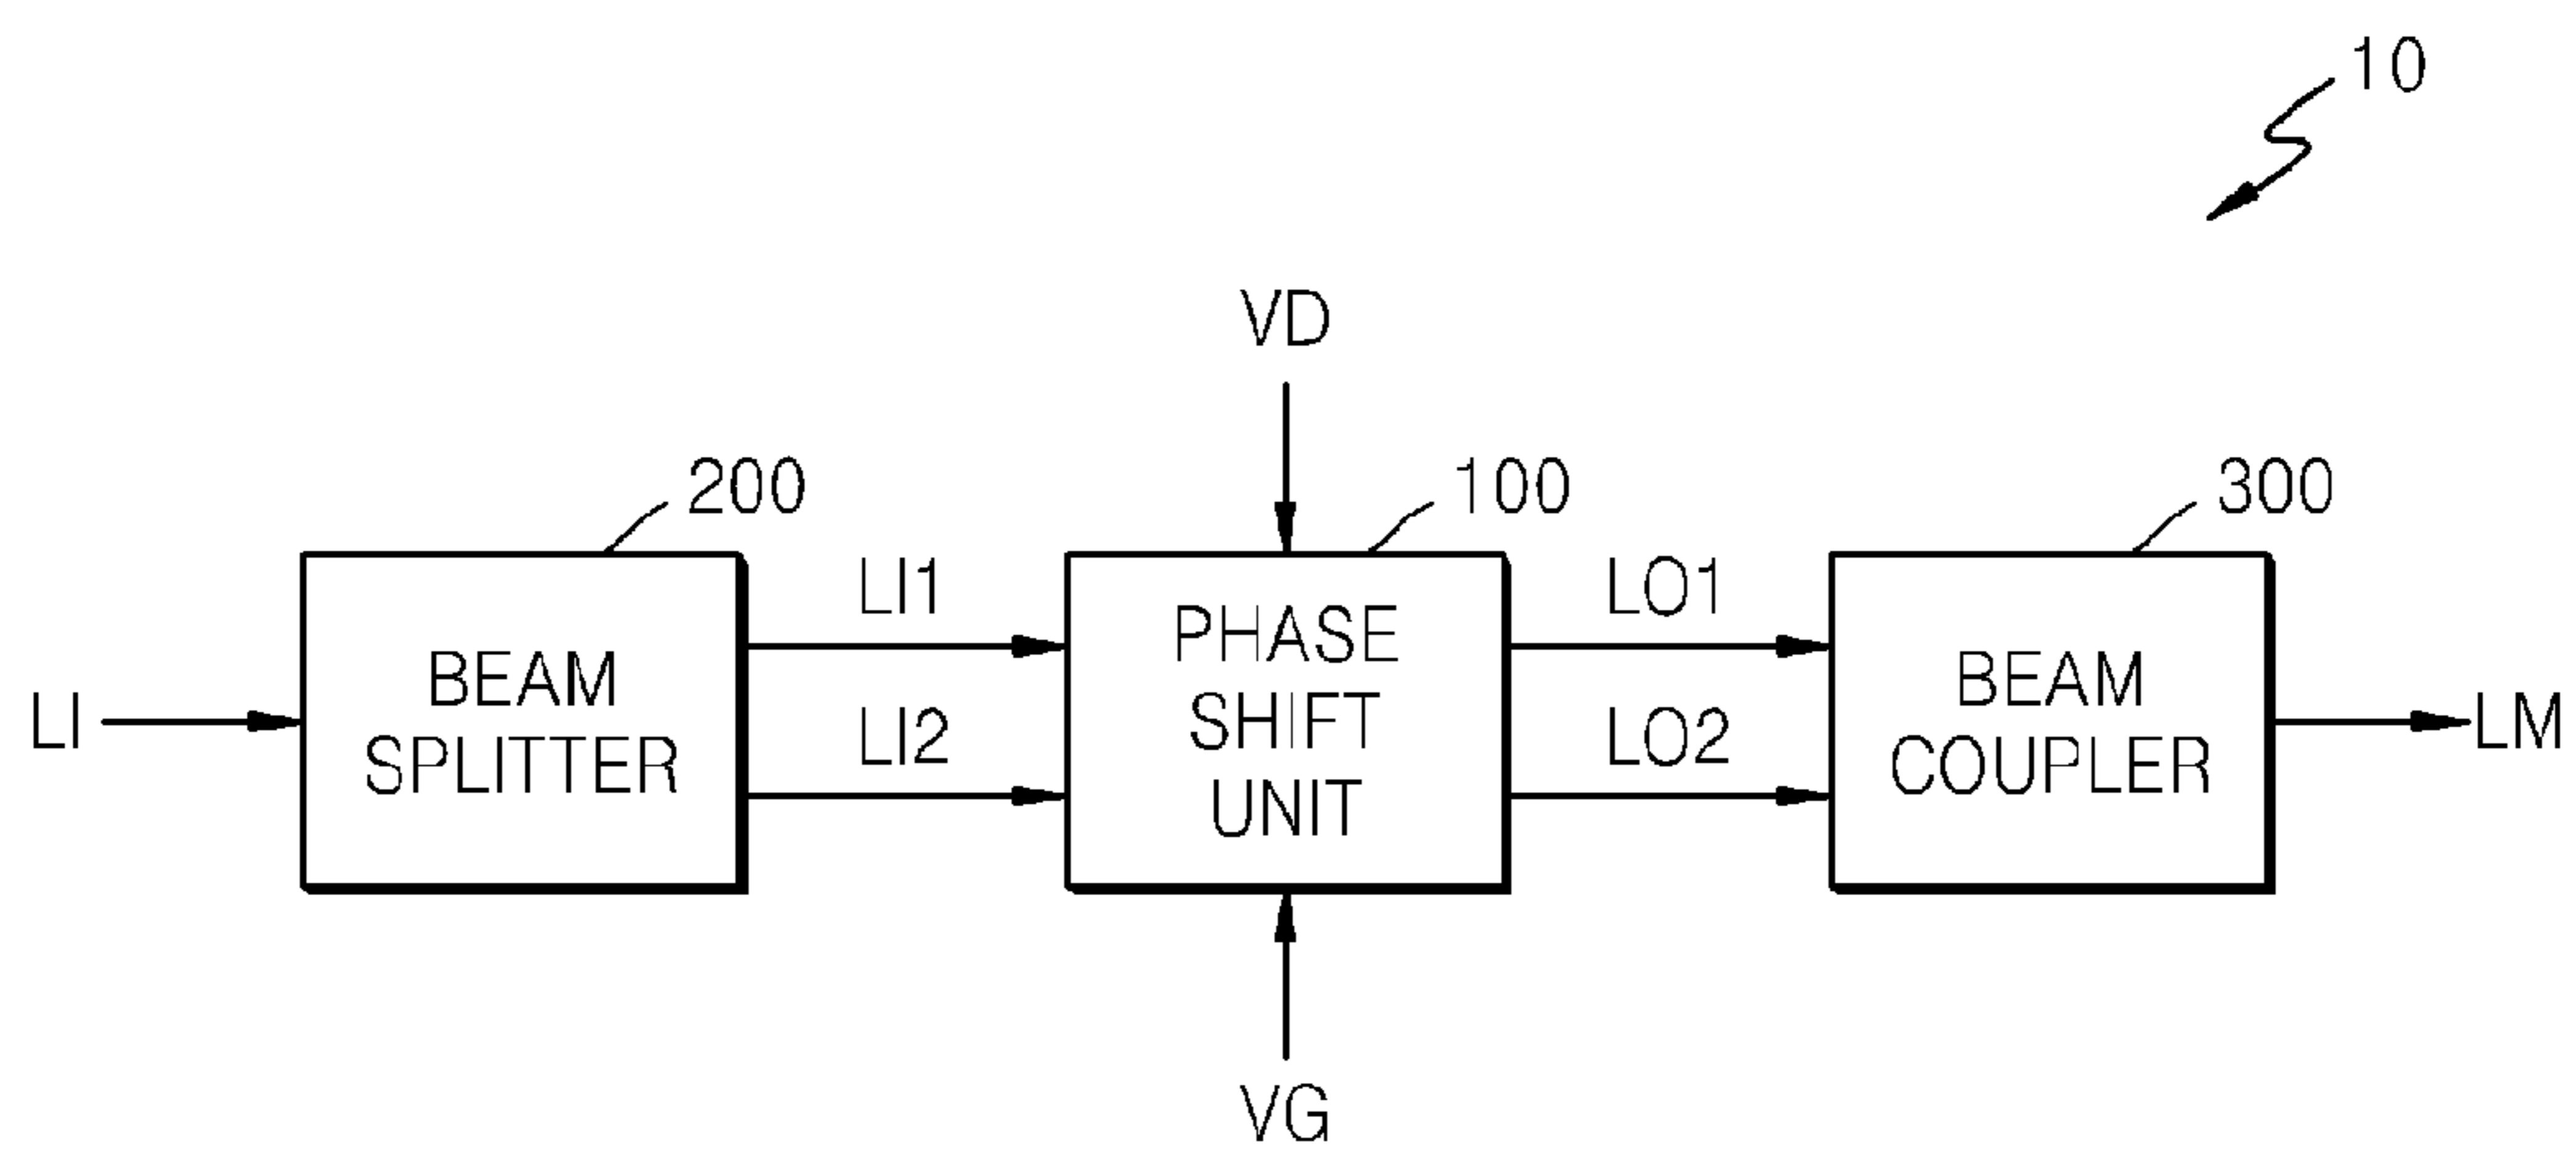 10
VD
200
100
300
LI1
LO1
PHASE
SHIFT
UNIT
BEAM
SPLITTER
BEAM
COUPLER
LI
LI2
LO2
LM
VG